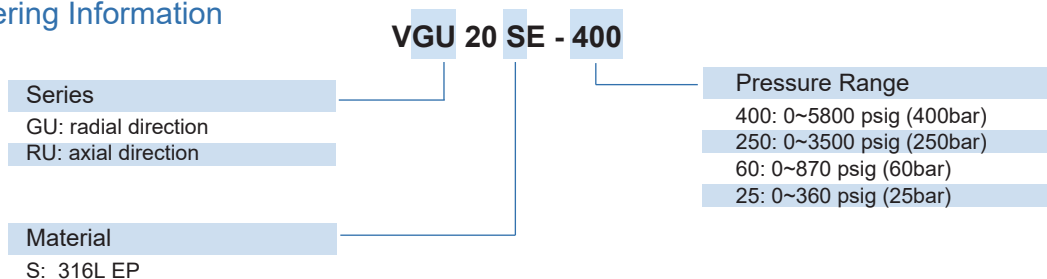 ering Information
VGU 20 SE - 400
Series
GU: radial direction
RU: axial direction
Material
S: 316L EP
Pressure Range
400: 0~5800 psig (400bar)
250: 0~3500 psig (250bar)
60: 0~870 psig (60bar)
25: 0~360 psig (25bar)